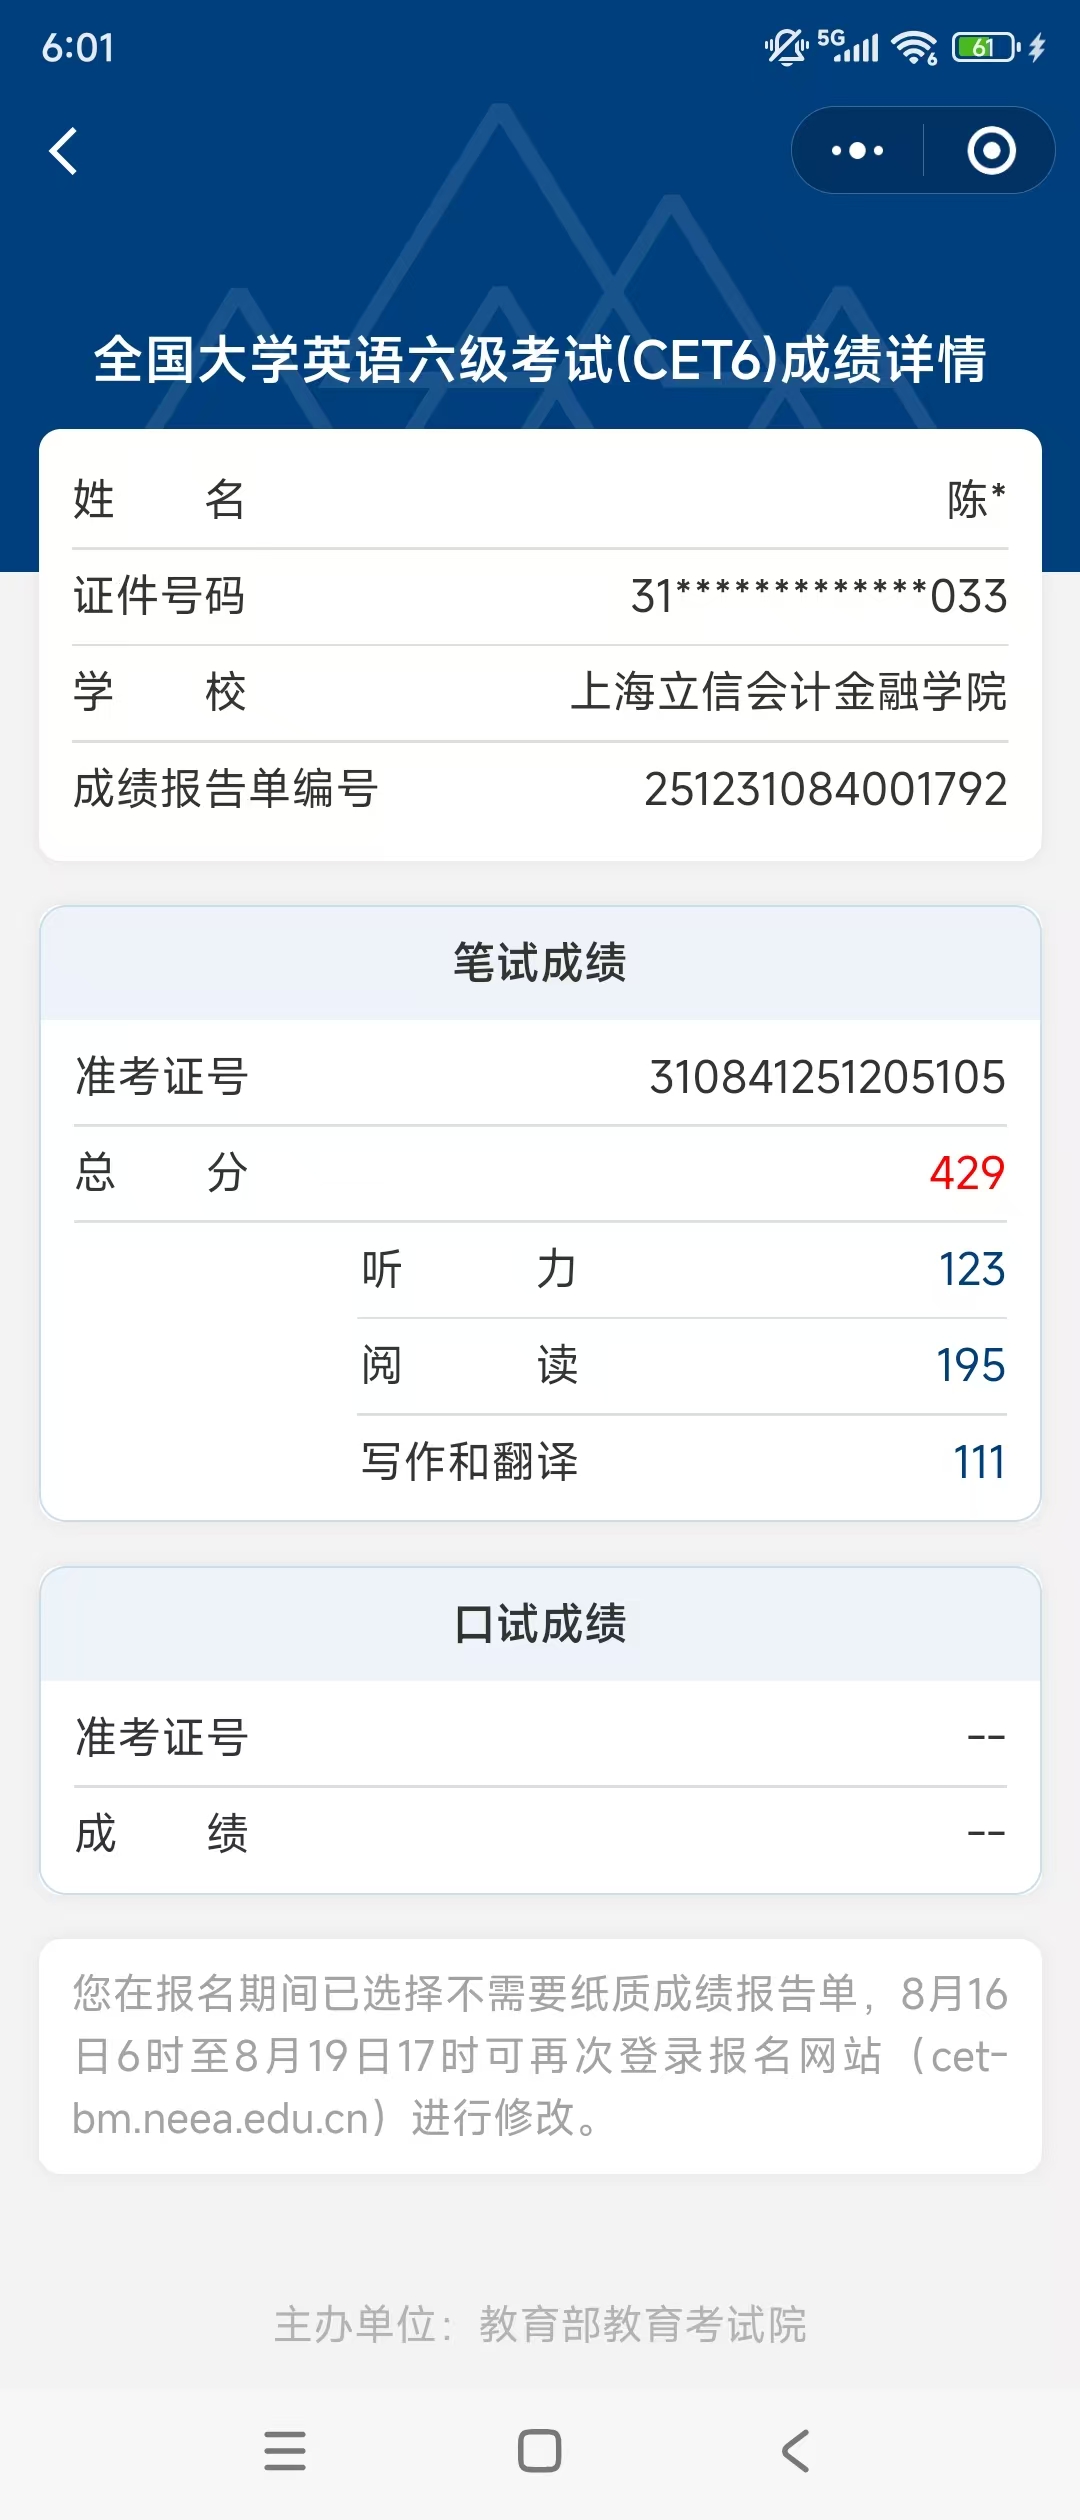 6:01
5G
6
61
全国大学英语六级考试(CET6)成绩详情
姓 名 陈*
证件号码 31*************033
学 校 上海立信会计金融学院
成绩报告单编号 251231084001792
笔试成绩
准考证号 310841251205105
总 分 429
听 力 123
阅 读 195
写作和翻译 111
口试成绩
准考证号 --
成 绩 --
您在报名期间已选择不需要纸质成绩报告单，8月16
日6时至8月19日17时可再次登录报名网站（cet-
bm.neea.edu.cn）进行修改。
主办单位：教育部教育考试院